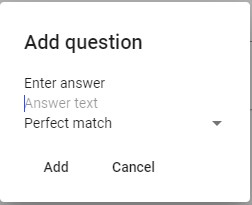 Add question
Enter answer
Answer text
Perfect match
Add Cancel